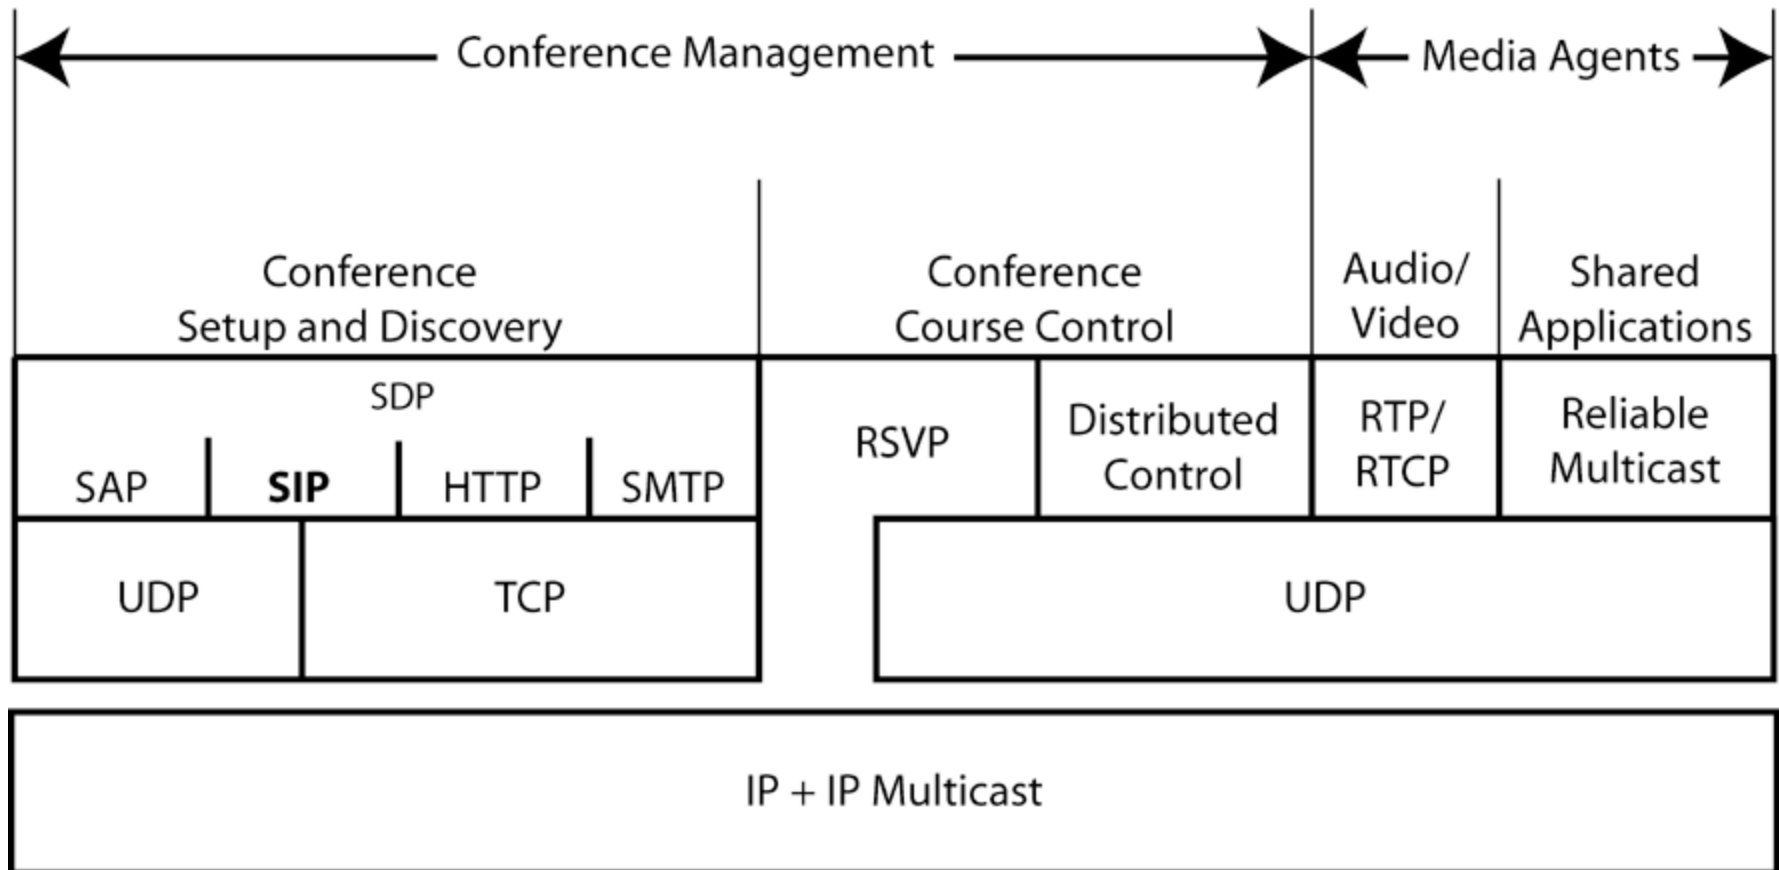 Conference Management
Media Agents
Conference
Setup and Discovery
Conference
Course Control
Audio/
Video
Shared
Applications
SDP
SAP
SIP
HTTP
SMTP
RSVP
Distributed
Control
RTP/
RTCP
Reliable
Multicast
UDP
TCP
UDP
IP + IP Multicast